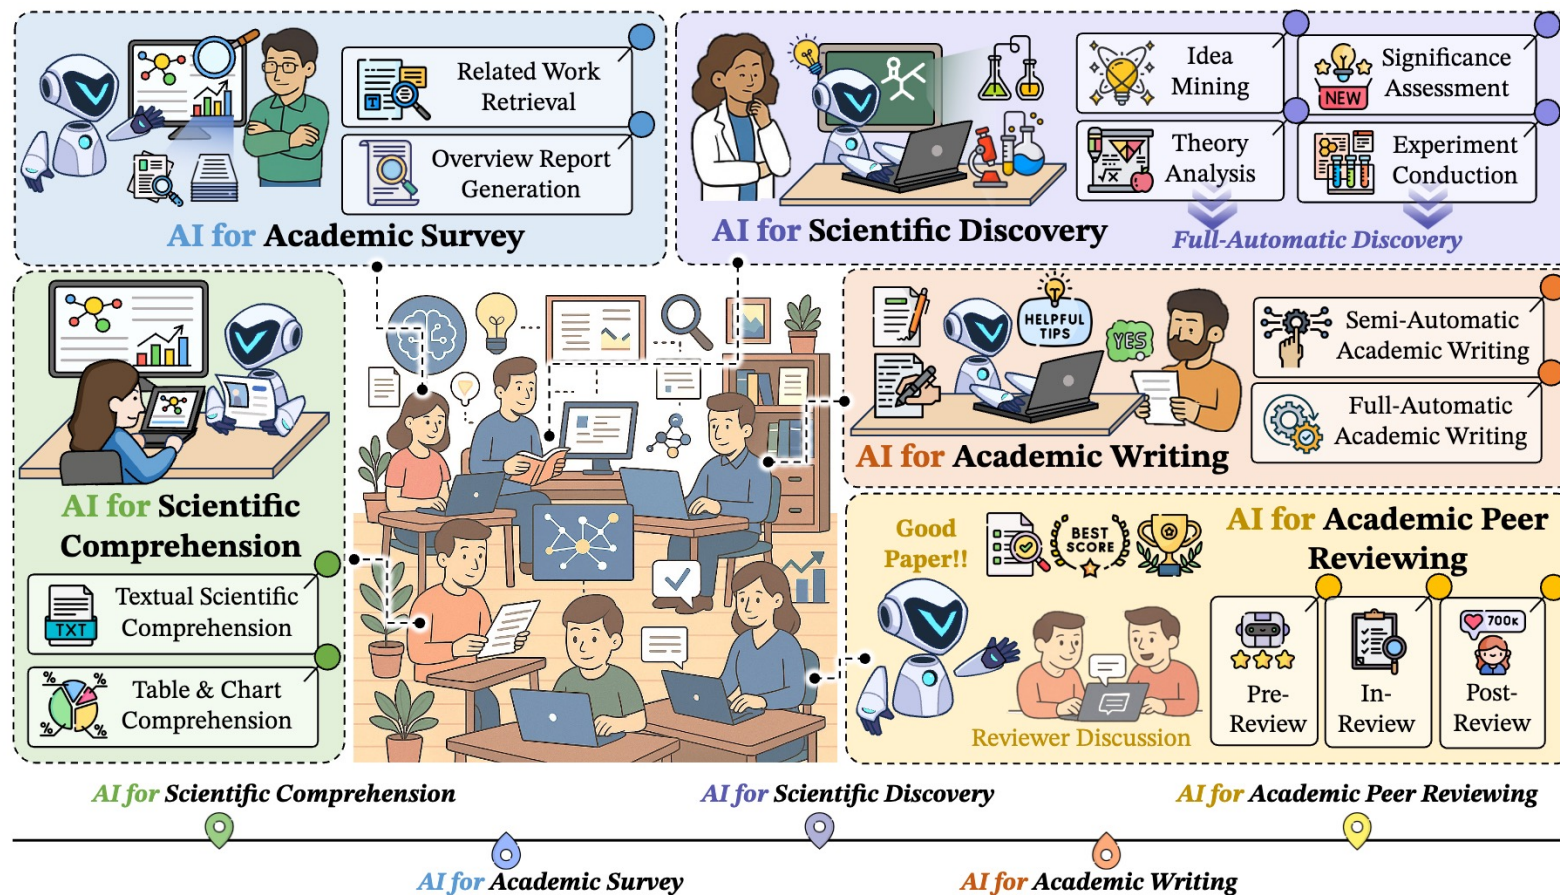 Related Work
Retrieval
Overview Report
Generation
AI for Academic Survey
Idea
Mining
NEW
Significance
Assessment
Theory
Analysis
√x
Experiment
Conduction
AI for Scientific Discovery
Full-Automatic Discovery
AI for Scientific
Comprehension
TXT
Textual Scientific
Comprehension
%
%
%
%
Table & Chart
Comprehension
HELPFUL
TIPS
YES
Semi-Automatic
Academic Writing
Full-Automatic
Academic Writing
AI for Academic Writing
Good
Paper!!
BEST
SCORE
AI for Academic Peer
Reviewing
Reviewer Discussion
Pre-
Review
In-
Review
700K
Post-
Review
AI for Scientific Comprehension
AI for Scientific Discovery
AI for Academic Peer Reviewing
AI for Academic Survey
AI for Academic Writing